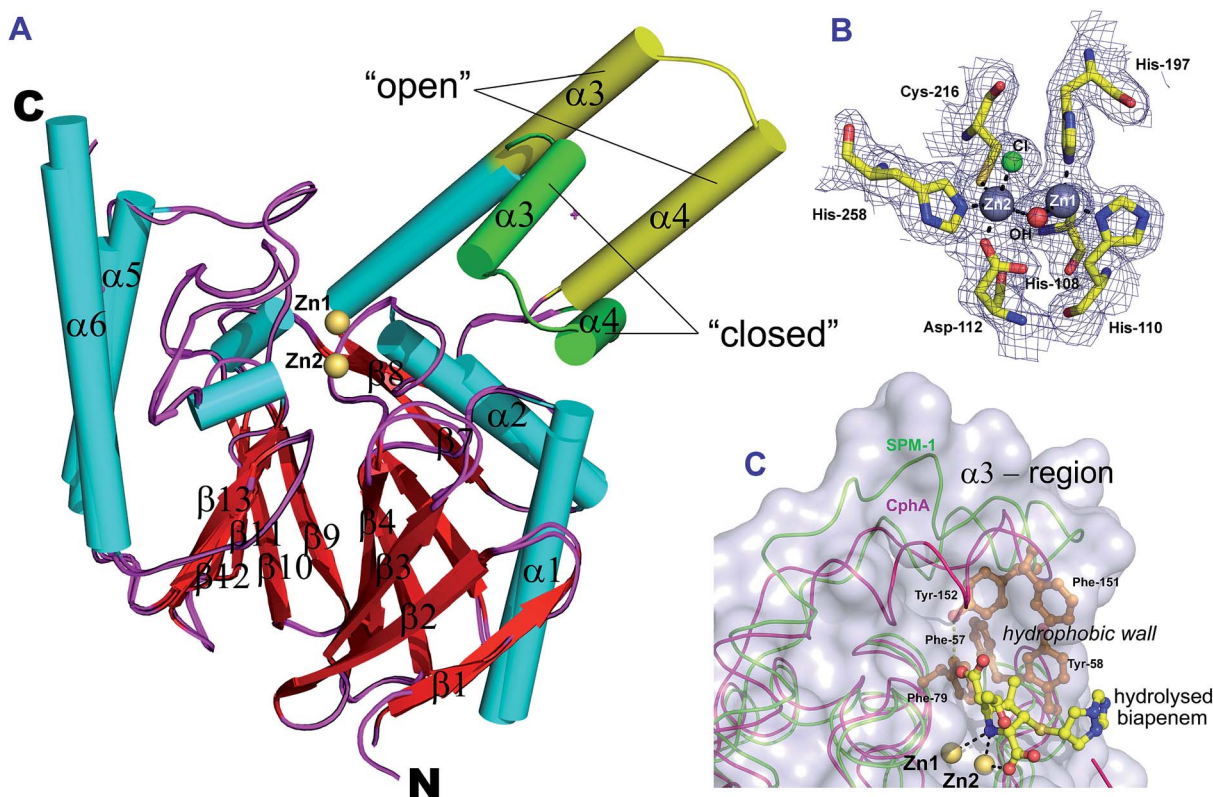 A
C
“open”
α3
α3
α4
α4
“closed”
α5
α6
Zn1
Zn2
β8
α2
β7
β13
β11
β9
β4
β12
β10
β3
α1
β2
β1
N
B
Cys-216
His-197
Cl
Zn2
Zn1
His-258
OH
His-108
Asp-112
His-110
C
SPM-1
α3 – region
CphA
Tyr-152
Phe-151
Phe-57
hydrophobic wall
Tyr-58
Phe-79
hydrolysed
biapenem
Zn1
Zn2